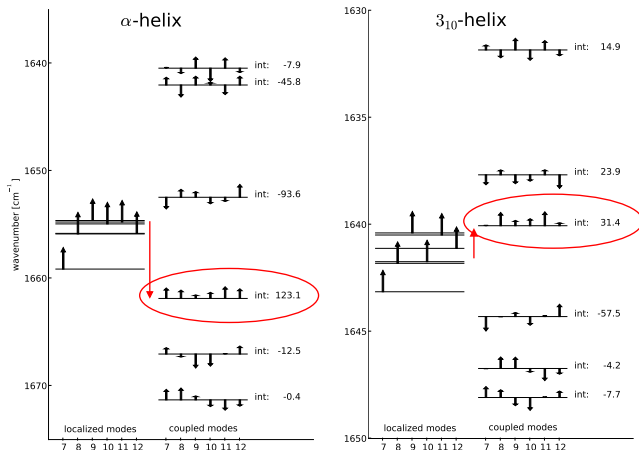 α-helix
wavenumber [cm⁻¹]
1640
1650
1660
1670
int: -7.9
int: -45.8
int: -93.6
int: 123.1
int: -12.5
int: -0.4
localized modes coupled modes
7 8 9 10 11 12 7 8 9 10 11 12
3₁₀-helix
1630
1635
1640
1645
1650
int: 14.9
int: 23.9
int: 31.4
int: -57.5
int: -4.2
int: -7.7
localized modes coupled modes
7 8 9 10 11 12 7 8 9 10 11 12